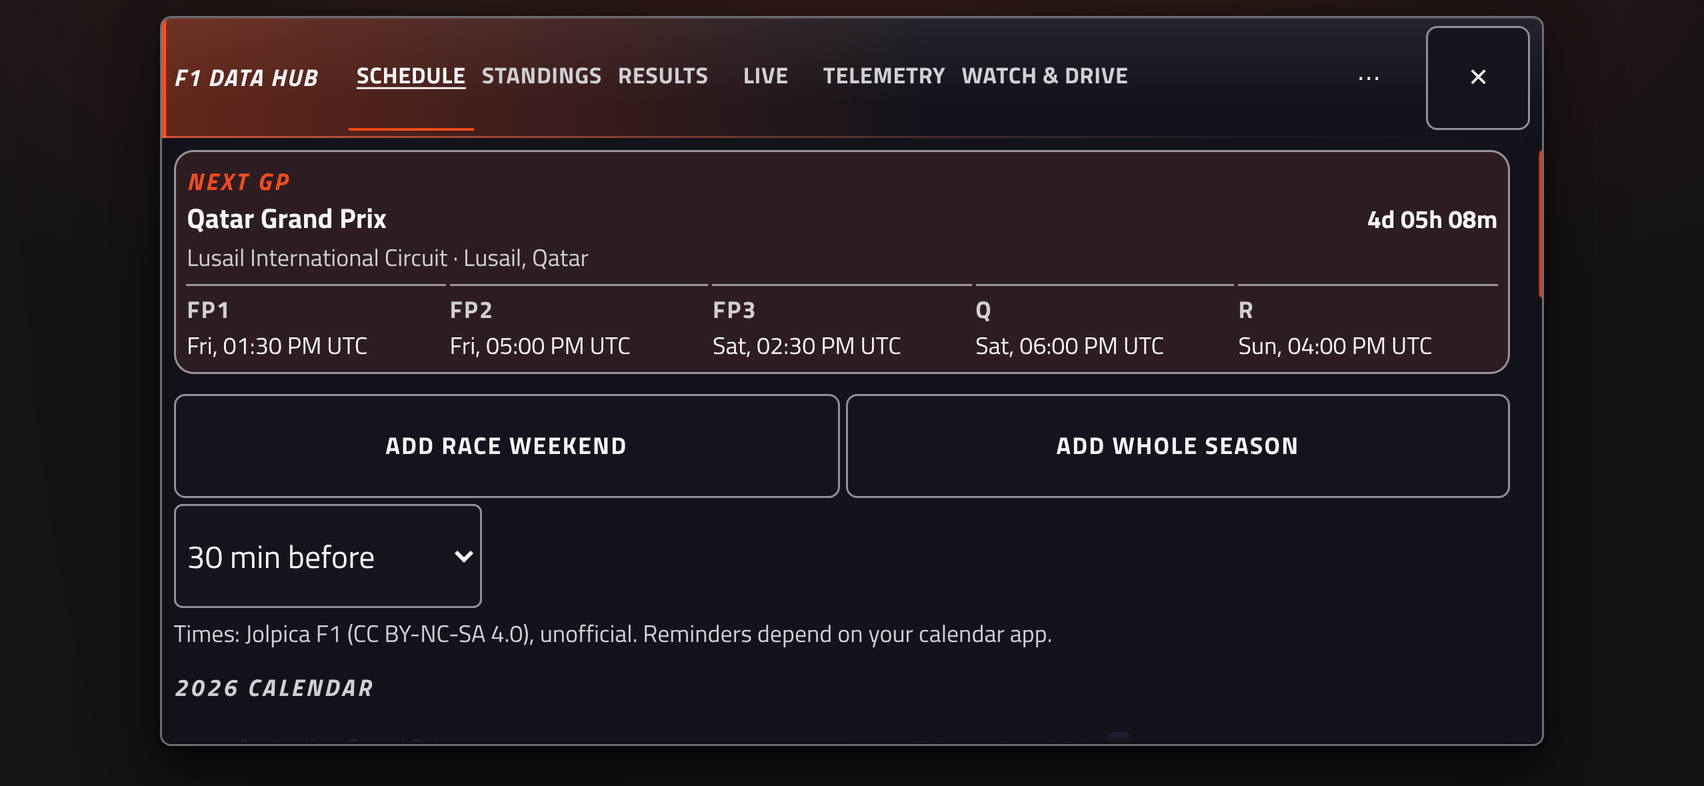 F1 DATA HUB SCHEDULE STANDINGS RESULTS LIVE TELEMETRY WATCH & DRIVE ... ×
NEXT GP
Qatar Grand Prix 4d 05h 08m
Lusail International Circuit · Lusail, Qatar
FP1 FP2 FP3 Q R
Fri, 01:30 PM UTC Fri, 05:00 PM UTC Sat, 02:30 PM UTC Sat, 06:00 PM UTC Sun, 04:00 PM UTC
ADD RACE WEEKEND ADD WHOLE SEASON
30 min before
Times: Jolpica F1 (CC BY-NC-SA 4.0), unofficial. Reminders depend on your calendar app.
2026 CALENDAR